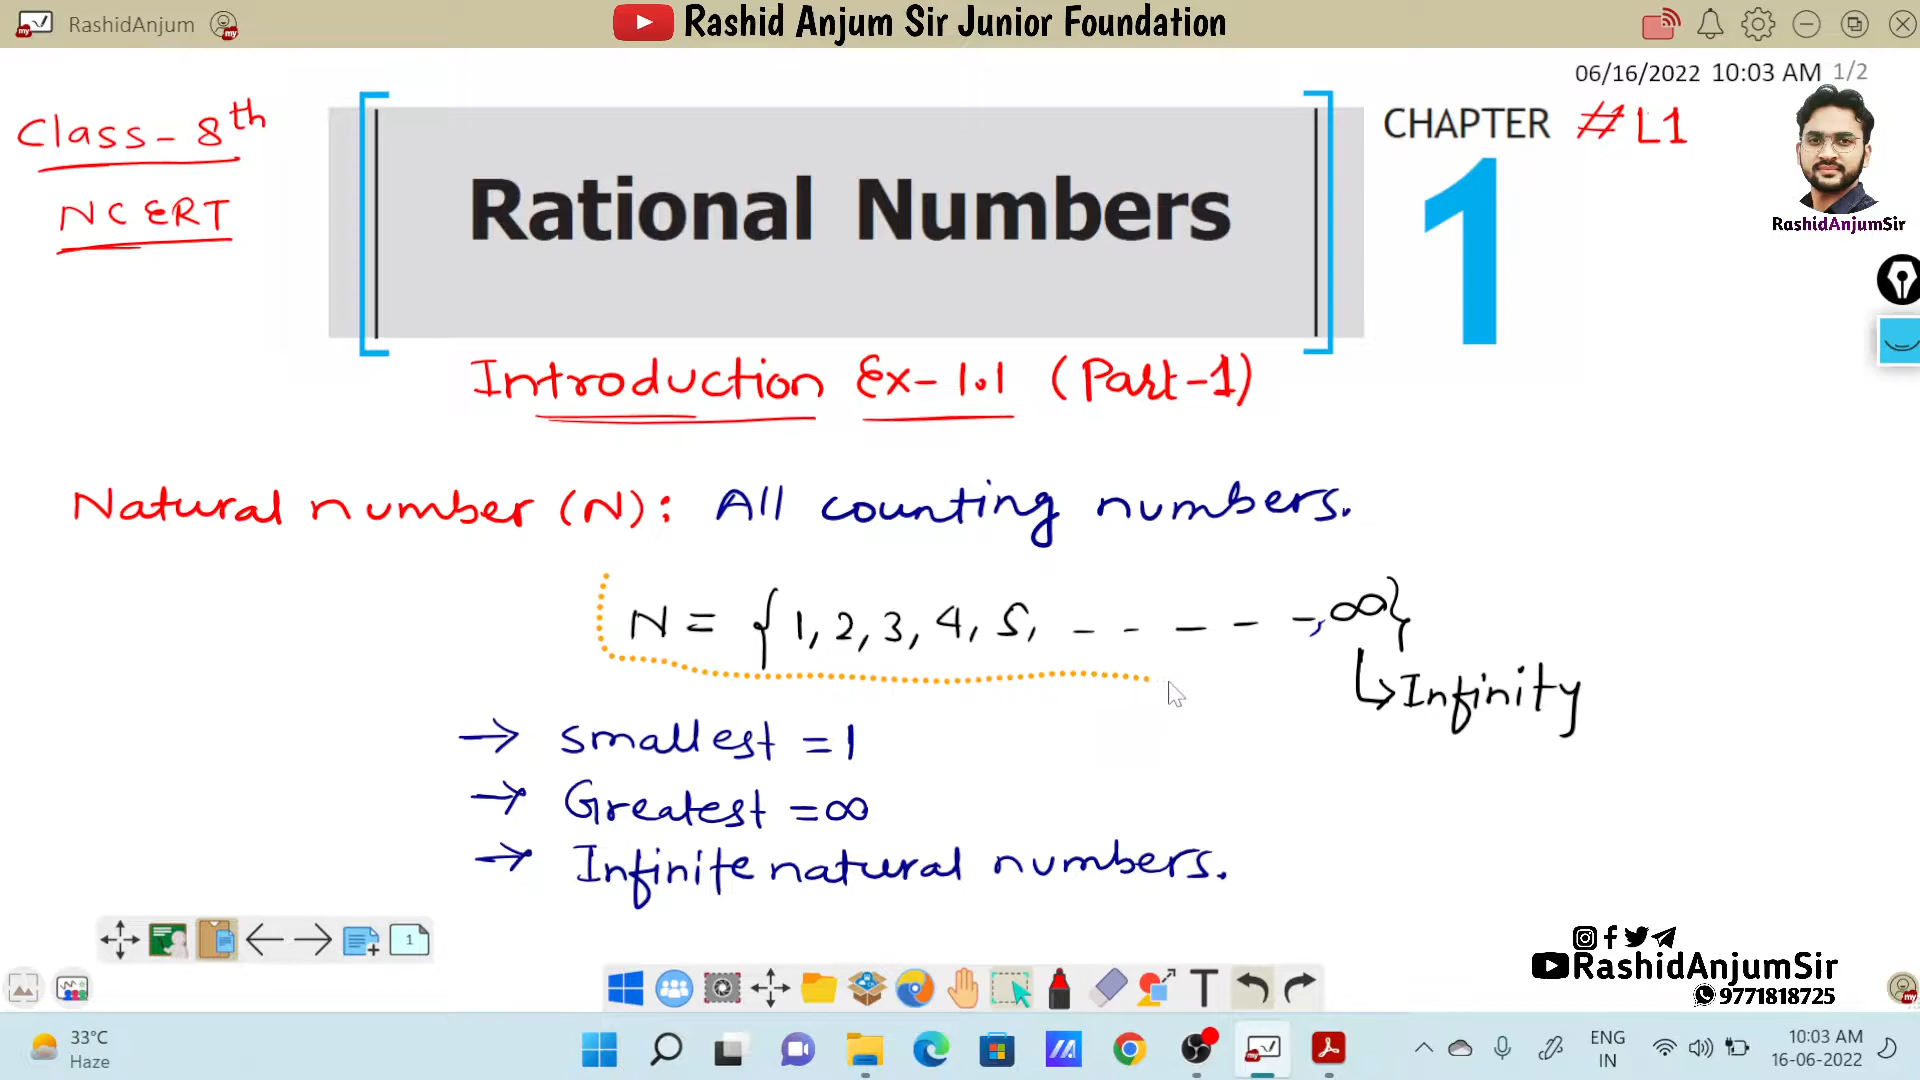 RashidAnjum
Rashid Anjum Sir Junior Foundation
06/16/2022 10:03 AM 1/2
Class - 8th
NCERT
Rational Numbers
CHAPTER # L1
1
RashidAnjumSir
Introduction Ex-1.1 (Part-1)
Natural number (N): All counting numbers.
N = {1, 2, 3, 4, 5, - - - - -, ∞}
↳ Infinity
→ smallest = 1
→ Greatest = ∞
→ Infinite natural numbers.
1
T
RashidAnjumSir
9771818725
33°C
Haze
ENG
IN
10:03 AM
16-06-2022